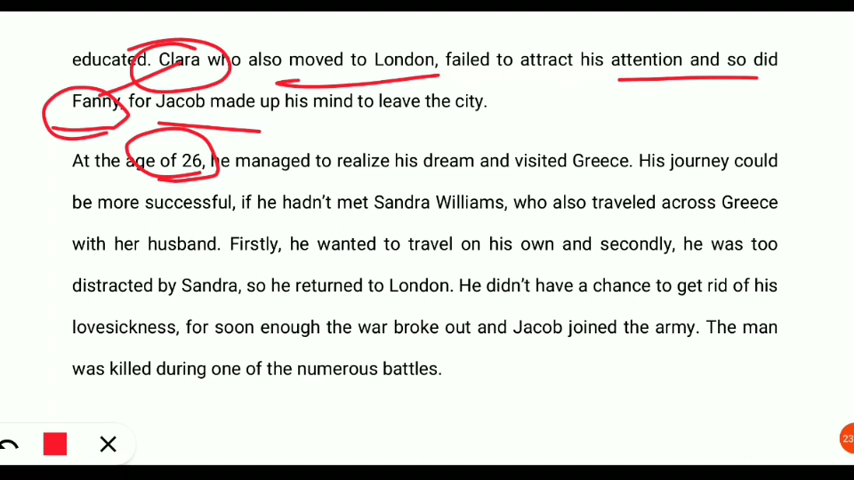 educated. Clara who also moved to London, failed to attract his attention and so did
Fanny, for Jacob made up his mind to leave the city.
At the age of 26, he managed to realize his dream and visited Greece. His journey could
be more successful, if he hadn't met Sandra Williams, who also traveled across Greece
with her husband. Firstly, he wanted to travel on his own and secondly, he was too
distracted by Sandra, so he returned to London. He didn't have a chance to get rid of his
lovesickness, for soon enough the war broke out and Jacob joined the army. The man
was killed during one of the numerous battles.
23